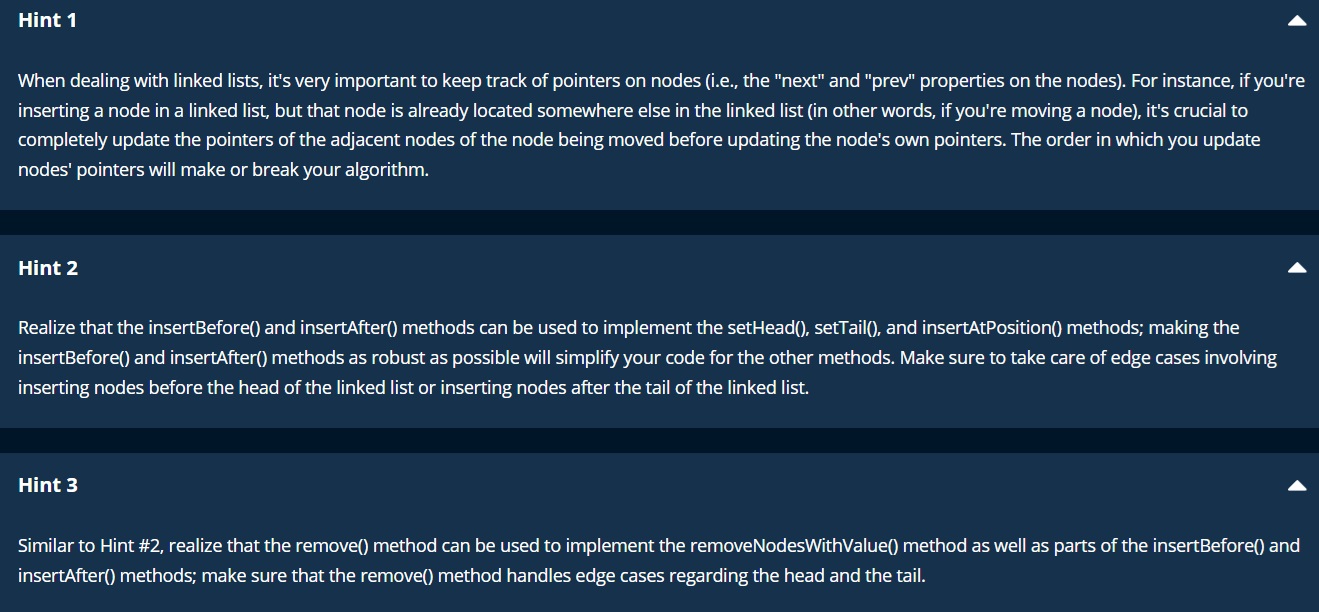 Hint 1
When dealing with linked lists, it's very important to keep track of pointers on nodes (i.e., the "next" and "prev" properties on the nodes). For instance, if you're
inserting a node in a linked list, but that node is already located somewhere else in the linked list (in other words, if you're moving a node), it's crucial to
completely update the pointers of the adjacent nodes of the node being moved before updating the node's own pointers. The order in which you update
nodes' pointers will make or break your algorithm.
Hint 2
Realize that the insertBefore() and insertAfter() methods can be used to implement the setHead(), setTail(), and insertAtPosition() methods; making the
insertBefore() and insertAfter() methods as robust as possible will simplify your code for the other methods. Make sure to take care of edge cases involving
inserting nodes before the head of the linked list or inserting nodes after the tail of the linked list.
Hint 3
Similar to Hint #2, realize that the remove() method can be used to implement the removeNodesWithValue() method as well as parts of the insertBefore() and
insertAfter() methods; make sure that the remove() method handles edge cases regarding the head and the tail.